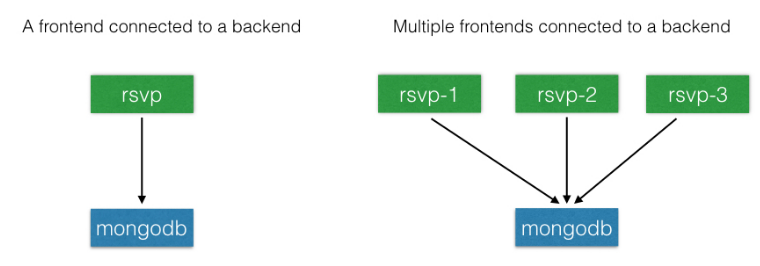 A frontend connected to a backend
Multiple frontends connected to a backend
rsvp
rsvp-1
rsvp-2
rsvp-3
mongodb
mongodb